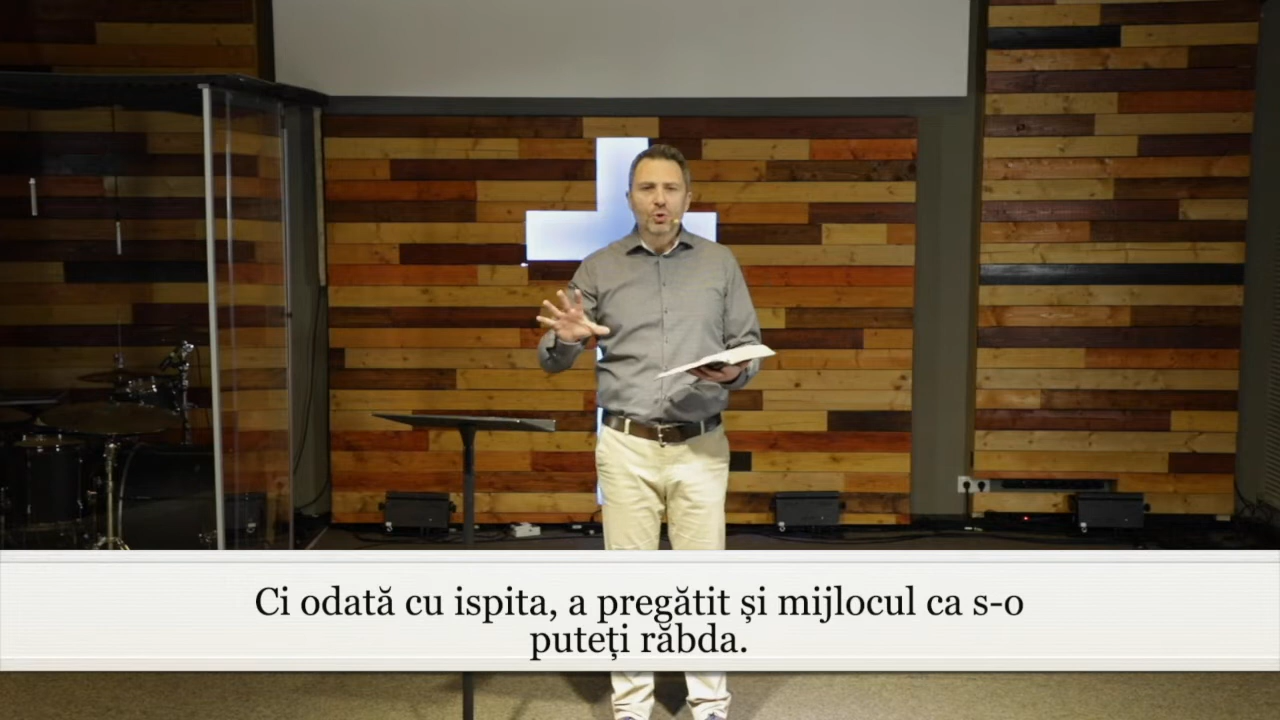 Ci odată cu ispita, a pregătit și mijlocul ca s-o
puteți răbda.